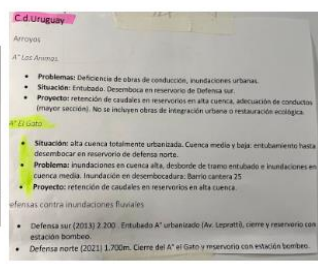 C.d.Uruguay
Arroyos
A° Las Animas.
• Problemas: Deficiencia de obras de conducción, inundaciones urbanas.
• Situación: Entubado. Desemboca en reservorio de Defensa sur.
• Proyecto: retención de caudales en reservorios en alta cuenca, adecuación de conductos
(mayor sección). No se incluyen obras de integración urbana o restauración ecológica.
A° El Gato
• Situación: alta cuenca totalmente urbanizada. Cuenca media y baja: entubamiento hasta
desembocar en reservorio de defensa norte.
• Problema: inundaciones en cuenca alta, desborde de tramo entubado e inundaciones en
cuenca media. Inundación en desembocadura: Barrio cantera 25
• Proyecto: retención de caudales en reservorios en alta cuenca.
efensas contra inundaciones fluviales
• Defensa sur (2013) 2.200 . Entubado A° urbanizado (Av. Lepratti), cierre y reservorio con
estación bombeo.
• Defensa norte (2021) 1.700m. Cierre del A° el Gato y reservorio con estación bombeo.